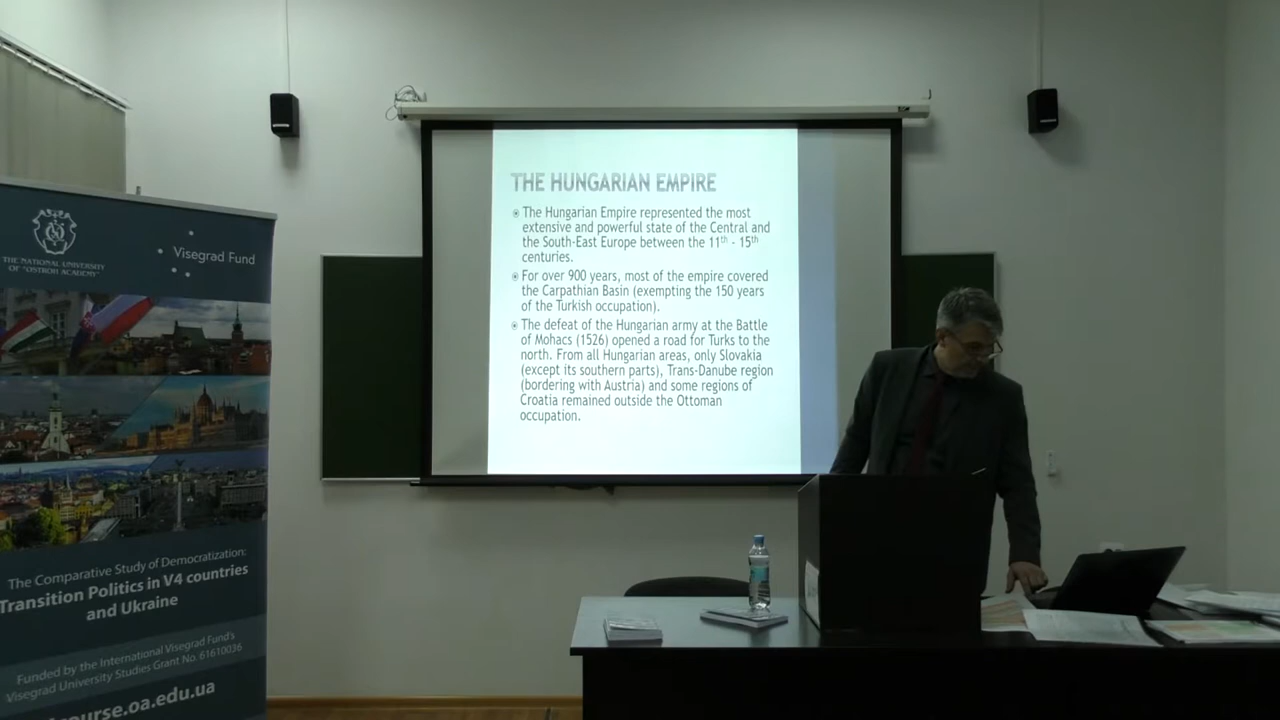 THE NATIONAL UNIVERSITY
OF "OSTROH ACADEMY"
Visegrad Fund
The Comparative Study of Democratization:
Transition Politics in V4 countries
and Ukraine
Funded by the International Visegrad Fund's
Visegrad University Studies Grant No. 61610036
course.oa.edu.ua
THE HUNGARIAN EMPIRE
The Hungarian Empire represented the most
extensive and powerful state of the Central and
the South-East Europe between the 11th - 15th
centuries.
For over 900 years, most of the empire covered
the Carpathian Basin (exempting the 150 years
of the Turkish occupation).
The defeat of the Hungarian army at the Battle
of Mohacs (1526) opened a road for Turks to the
north. From all Hungarian areas, only Slovakia
(except its southern parts), Trans-Danube region
(bordering with Austria) and some regions of
Croatia remained outside the Ottoman
occupation.